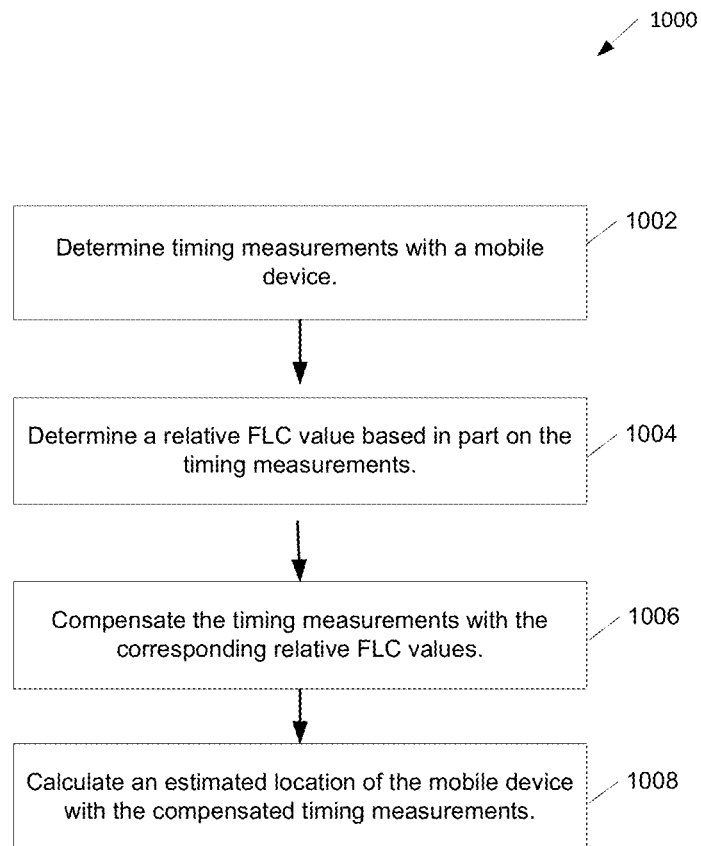 1000
Determine timing measurements with a mobile
device.
1002
Determine a relative FLC value based in part on the
timing measurements.
1004
Compensate the timing measurements with the
corresponding relative FLC values.
1006
Calculate an estimated location of the mobile device
with the compensated timing measurements.
1008